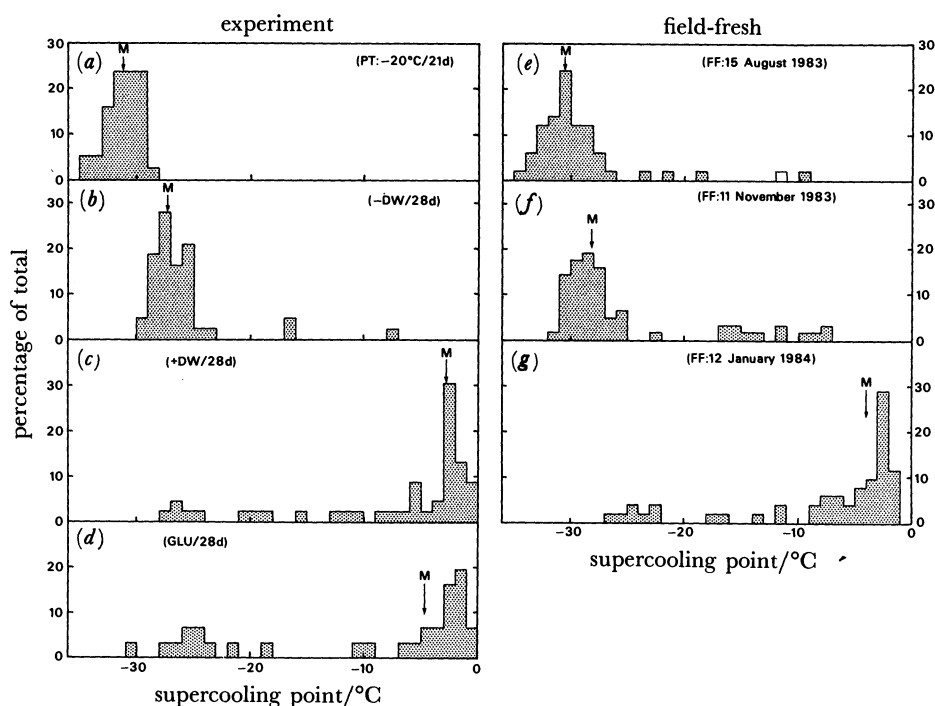 experiment
field-fresh
(a)
M
(PT:−20°C/21d)
30
20
10
0
(b)
M
(−DW/28d)
30
20
10
0
(c)
(+DW/28d)
M
30
20
10
0
(d)
(GLU/28d)
M
30
20
10
0
−30
−20
−10
0
supercooling point/°C
percentage of total
(e)
M
(FF:15 August 1983)
30
20
10
0
(f)
M
(FF:11 November 1983)
30
20
10
0
(g)
(FF:12 January 1984)
M
30
20
10
0
−30
−20
−10
0
supercooling point/°C